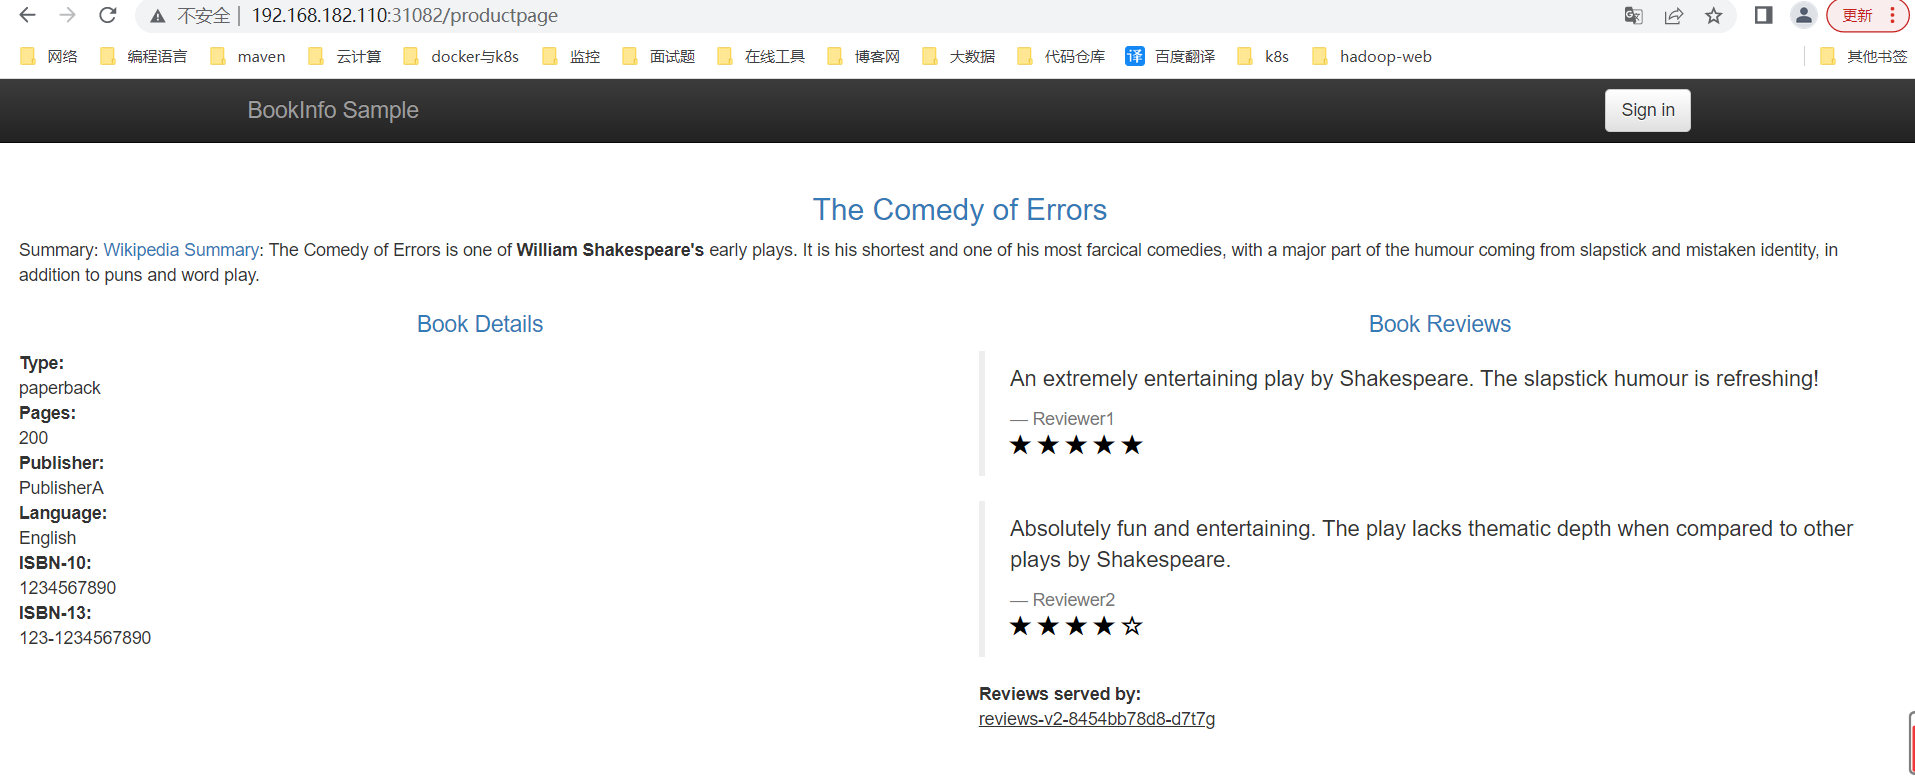 不安全 | 192.168.182.110:31082/productpage 更新
网络 编程语言 maven 云计算 docker与k8s 监控 面试题 在线工具 博客网 大数据 代码仓库 译 百度翻译 k8s hadoop-web 其他书签
BookInfo Sample Sign in
The Comedy of Errors
Summary: Wikipedia Summary: The Comedy of Errors is one of William Shakespeare's early plays. It is his shortest and one of his most farcical comedies, with a major part of the humour coming from slapstick and mistaken identity, in
addition to puns and word play.
Book Details
Type:
paperback
Pages:
200
Publisher:
PublisherA
Language:
English
ISBN-10:
1234567890
ISBN-13:
123-1234567890
Book Reviews
An extremely entertaining play by Shakespeare. The slapstick humour is refreshing!
— Reviewer1
★ ★ ★ ★ ★
Absolutely fun and entertaining. The play lacks thematic depth when compared to other
plays by Shakespeare.
— Reviewer2
★ ★ ★ ★ ☆
Reviews served by:
reviews-v2-8454bb78d8-d7t7g